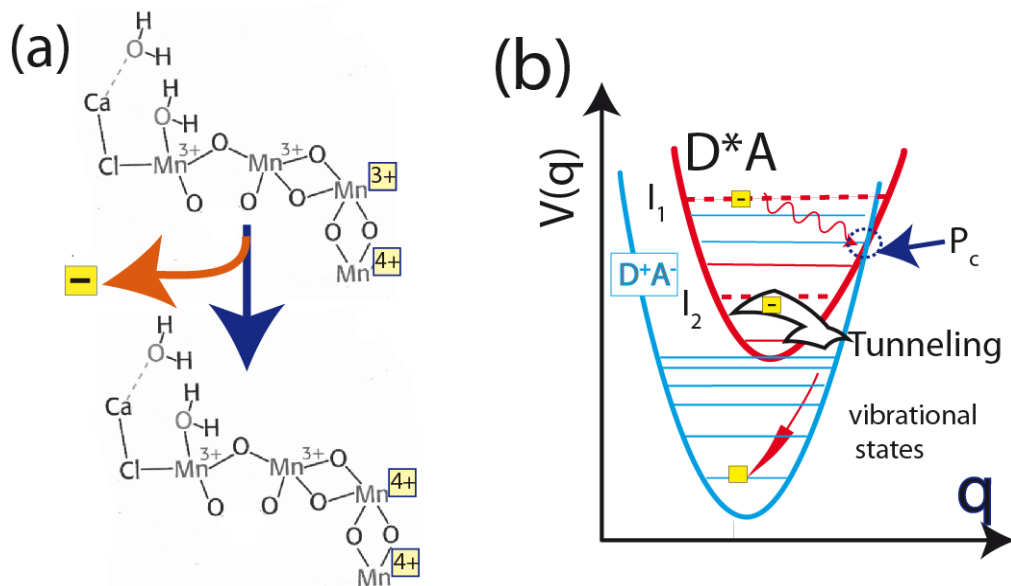 (a)
H
O-H
H
Ca
O-H
3+
O
3+
Cl
Mn
Mn
O
3+
O
O
O
Mn
O
O
4+
Mn
−
H
O-H
H
Ca
O-H
3+
O
3+
Cl
Mn
Mn
O
4+
O
O
O
Mn
O
O
4+
Mn
(b)
V(q)
D*A
I1
−
Pc
D+A-
I2
−
Tunneling
vibrational
states
q